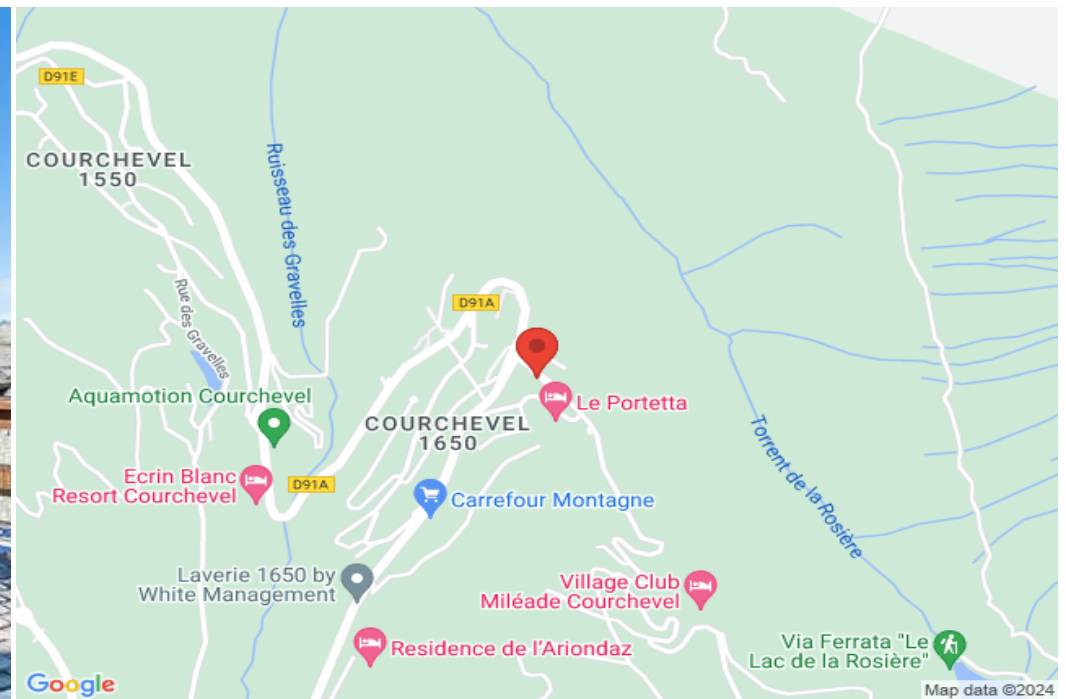 D91E
COURCHEVEL
1550
Ruisseau des Gravelles
Rue des Gravelles
D91A
Aquamotion Courchevel
Le Portetta
COURCHEVEL
1650
Torrent de la Rosière
Ecrin Blanc
Resort Courchevel
D91A
Carrefour Montagne
Laverie 1650 by
White Management
Village Club
Miléade Courchevel
Residence de l'Ariondaz
Via Ferrata "Le
Lac de la Rosière"
Google
Map data ©2024